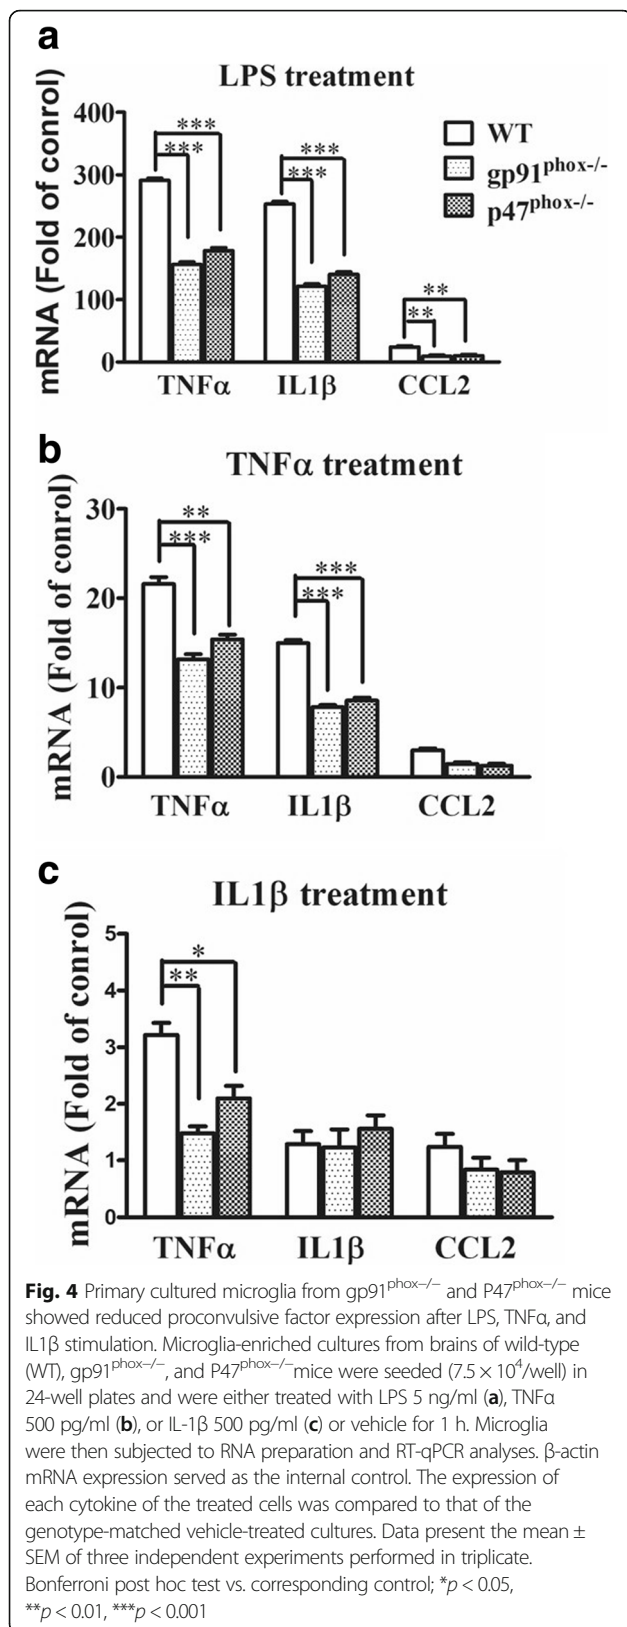 a
LPS treatment
mRNA (Fold of conrol)
400
300
200
100
0
***
***
***
***
**
**
WT
gp91phox-/-
p47phox-/-
TNFα IL1β CCL2
b
TNFα treatment
mRNA (Fold of conrol)
30
20
10
0
**
***
***
***
TNFα IL1β CCL2
c
IL1β treatment
mRNA (Fold of conrol)
5
4
3
2
1
0
*
**
TNFα IL1β CCL2
Fig. 4 Primary cultured microglia from gp91phox−/− and P47phox−/− mice
showed reduced proconvulsive factor expression after LPS, TNFα, and
IL1β stimulation. Microglia-enriched cultures from brains of wild-type
(WT), gp91phox−/−, and P47phox−/−mice were seeded (7.5 × 10⁴/well) in
24-well plates and were either treated with LPS 5 ng/ml (a), TNFα
500 pg/ml (b), or IL-1β 500 pg/ml (c) or vehicle for 1 h. Microglia
were then subjected to RNA preparation and RT-qPCR analyses. β-actin
mRNA expression served as the internal control. The expression of
each cytokine of the treated cells was compared to that of the
genotype-matched vehicle-treated cultures. Data present the mean ±
SEM of three independent experiments performed in triplicate.
Bonferroni post hoc test vs. corresponding control; *p < 0.05,
**p < 0.01, ***p < 0.001